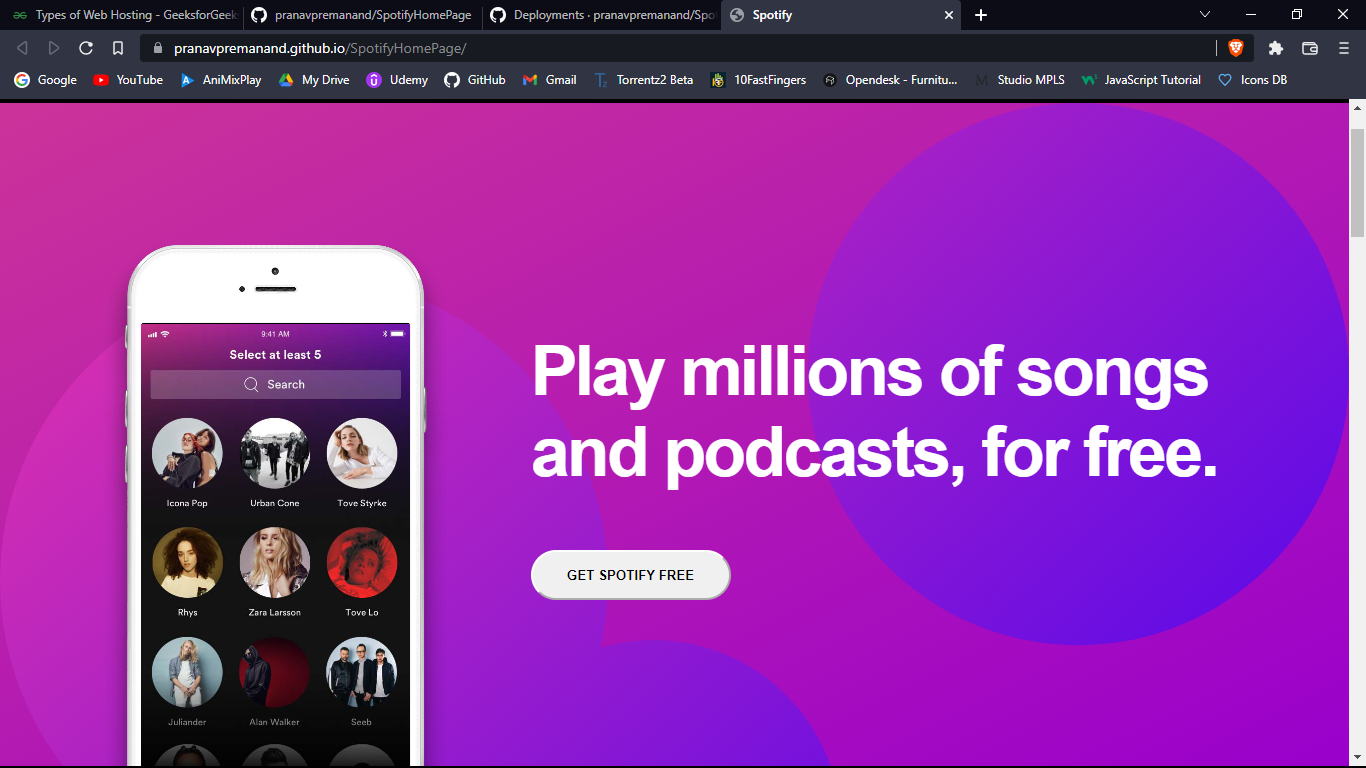 Types of Web Hosting - GeeksforGeek
pranavpremanand/SpotifyHomePage
Deployments · pranavpremanand/Spo
Spotify
pranavpremanand.github.io/SpotifyHomePage/
Google
YouTube
AniMixPlay
My Drive
Udemy
GitHub
Gmail
Torrentz2 Beta
10FastFingers
Opendesk - Furnitu...
Studio MPLS
JavaScript Tutorial
Icons DB
9:41 AM
Select at least 5
Search
Icona Pop
Urban Cone
Tove Styrke
Rhys
Zara Larsson
Tove Lo
Juliander
Alan Walker
Seeb
Play millions of songs
and podcasts, for free.
GET SPOTIFY FREE